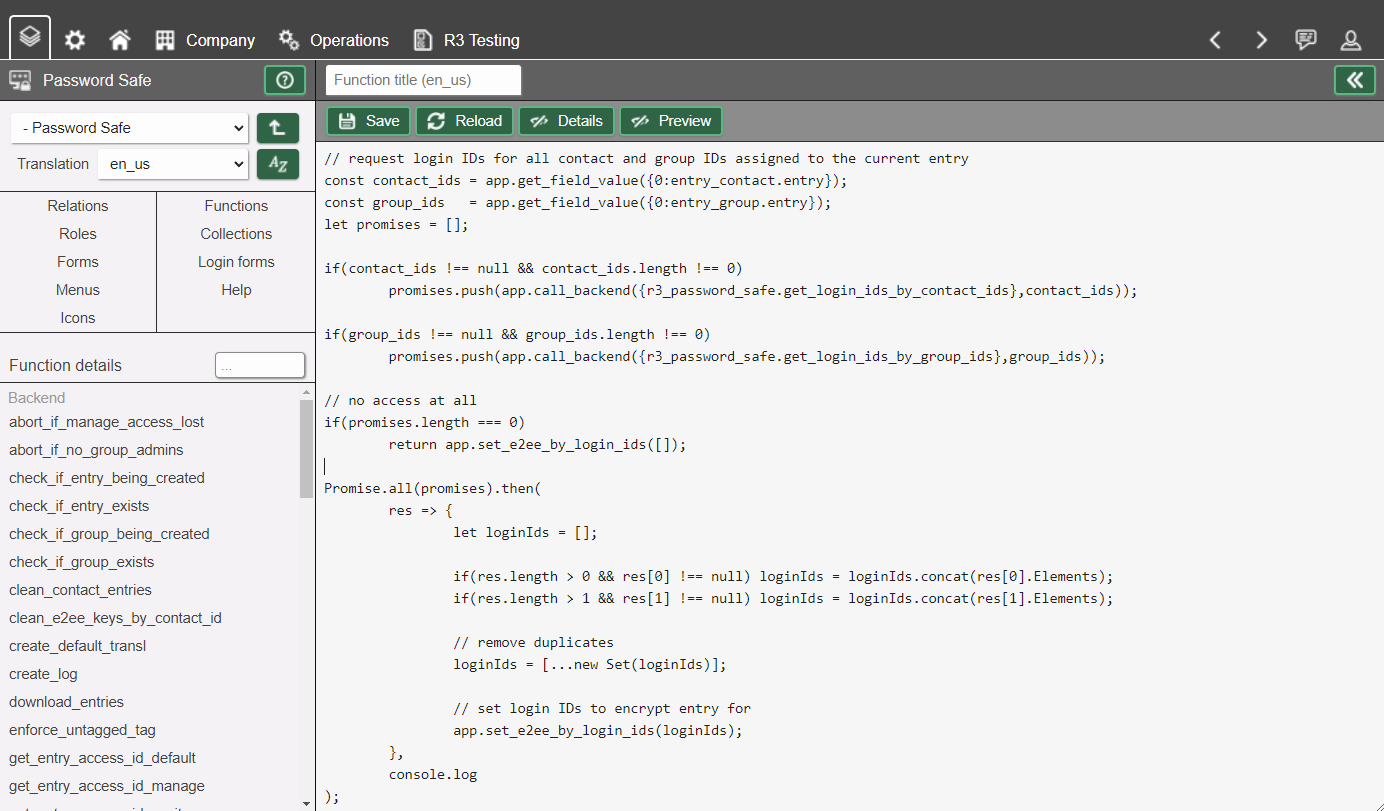 Company Operations R3 Testing
Password Safe
Function title (en_us)
- Password Safe
Translation en_us
AZ
Relations
Functions
Roles
Collections
Forms
Login forms
Menus
Help
Icons
Function details ...
Backend
abort_if_manage_access_lost
abort_if_no_group_admins
check_if_entry_being_created
check_if_entry_exists
check_if_group_being_created
check_if_group_exists
clean_contact_entries
clean_e2ee_keys_by_contact_id
create_default_transl
create_log
download_entries
enforce_untagged_tag
get_entry_access_id_default
get_entry_access_id_manage
Save Reload Details Preview
// request login IDs for all contact and group IDs assigned to the current entry
const contact_ids = app.get_field_value({0:entry_contact.entry});
const group_ids   = app.get_field_value({0:entry_group.entry});
let promises = [];
if(contact_ids !== null && contact_ids.length !== 0)
        promises.push(app.call_backend({r3_password_safe.get_login_ids_by_contact_ids},contact_ids));
if(group_ids !== null && group_ids.length !== 0)
        promises.push(app.call_backend({r3_password_safe.get_login_ids_by_group_ids},group_ids));
// no access at all
if(promises.length === 0)
        return app.set_e2ee_by_login_ids([]);
Promise.all(promises).then(
        res => {
                let loginIds = [];
                if(res.length > 0 && res[0] !== null) loginIds = loginIds.concat(res[0].Elements);
                if(res.length > 1 && res[1] !== null) loginIds = loginIds.concat(res[1].Elements);
                // remove duplicates
                loginIds = [...new Set(loginIds)];
                // set login IDs to encrypt entry for
                app.set_e2ee_by_login_ids(loginIds);
        },
        console.log
);